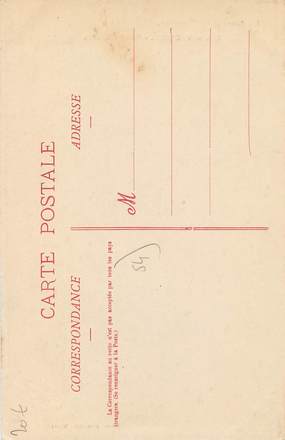 CARTE POSTALE
CORRESPONDANCE
ADRESSE
La Correspondance au recto n'est pas acceptée par tous les pays
étrangers. (Se renseigner à la Poste.)
M
54